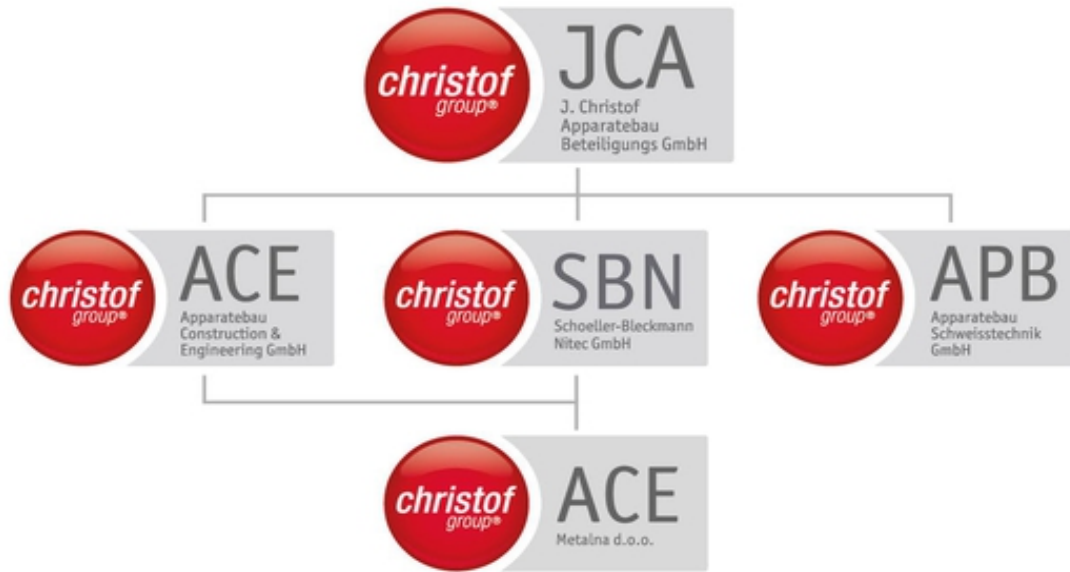 christof
group®
JCA
J. Christof
Apparatebau
Beteiligungs GmbH
christof
group®
ACE
Apparatebau
Construction &
Engineering GmbH
christof
group®
SBN
Schoeller-Bleckmann
Nitec GmbH
christof
group®
APB
Apparatebau
Schweisstechnik
GmbH
christof
group®
ACE
Metalna d.o.o.